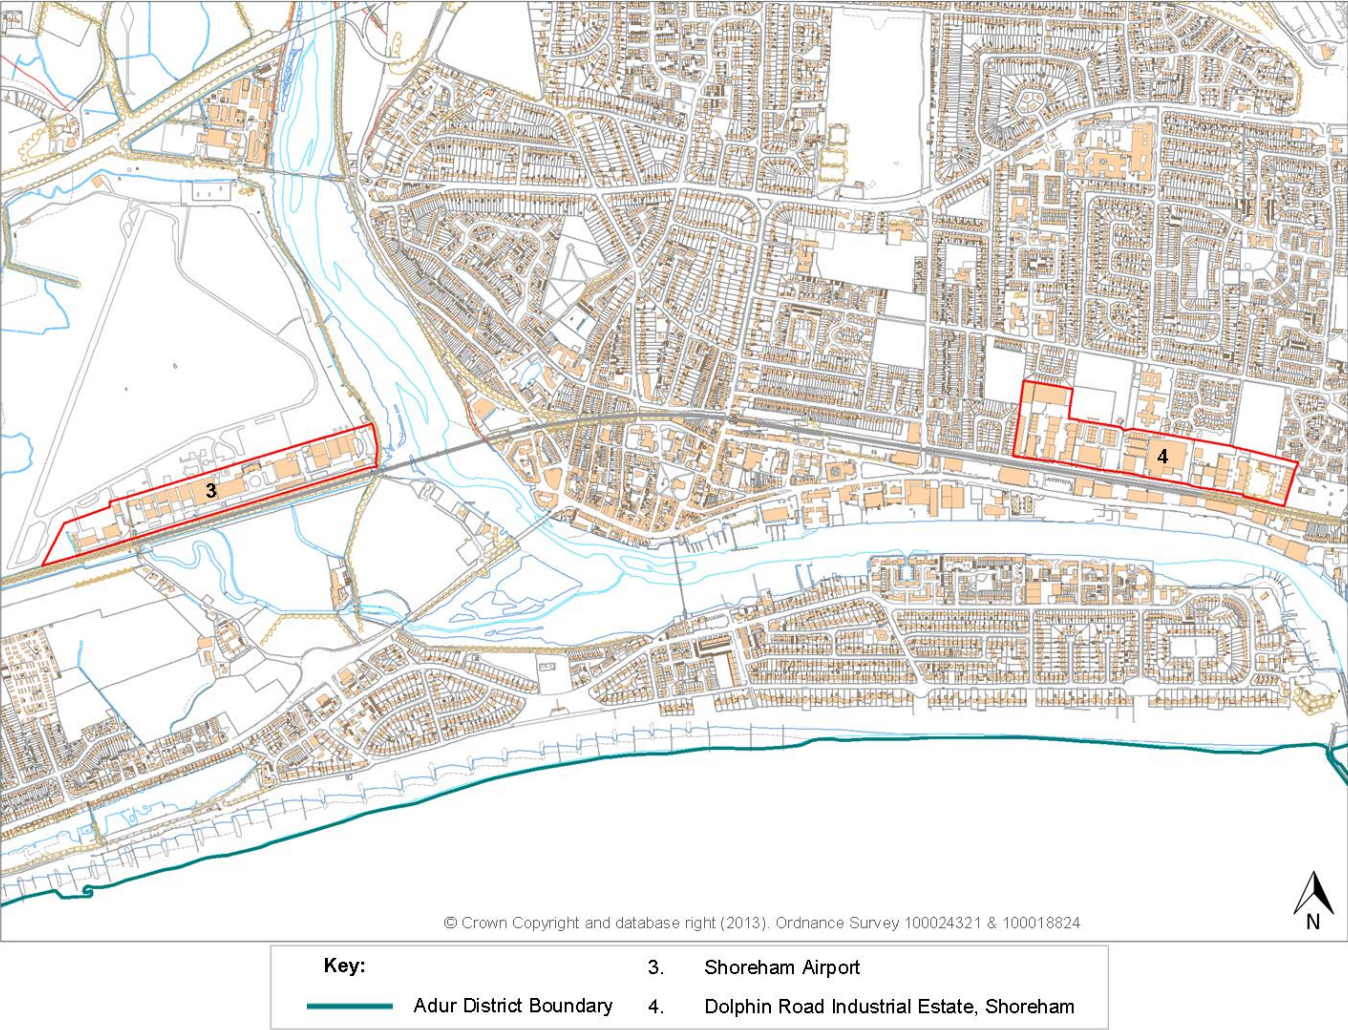 3
4
© Crown Copyright and database right (2013). Ordnance Survey 100024321 & 100018824
N
Key:
3. Shoreham Airport
Adur District Boundary
4. Dolphin Road Industrial Estate, Shoreham